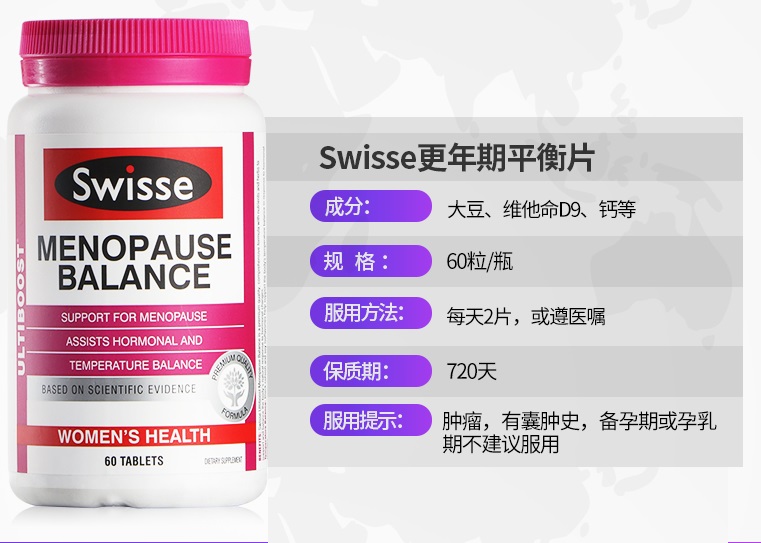 Swisse
MENOPAUSE
BALANCE
ULTIBOOST
SUPPORT FOR MENOPAUSE
ASSISTS HORMONAL AND
TEMPERATURE BALANCE
BASED ON SCIENTIFIC EVIDENCE
PREMIUM QUALITY
FORMULA
WOMEN'S HEALTH
60 TABLETS
DIETARY SUPPLEMENT
Swisse更年期平衡片
成分: 大豆、维他命D9、钙等
规 格: 60粒/瓶
服用方法: 每天2片，或遵医嘱
保质期: 720天
服用提示: 肿瘤，有囊肿史，备孕期或孕乳
期不建议服用